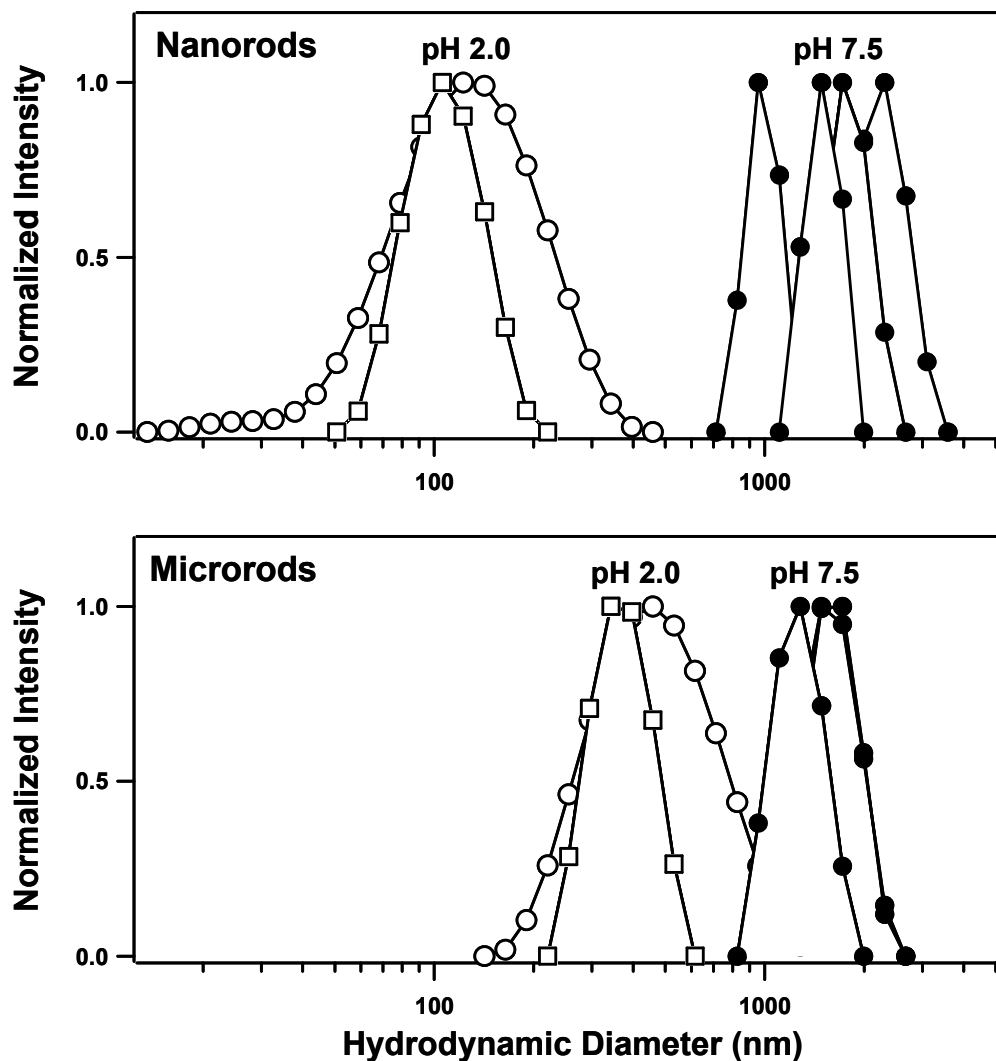 Nanorods
pH 2.0
pH 7.5
Normalized Intensity
1.0
0.5
0.0
100
1000
Microrods
pH 2.0
pH 7.5
Normalized Intensity
1.0
0.5
0.0
100
1000
Hydrodynamic Diameter (nm)